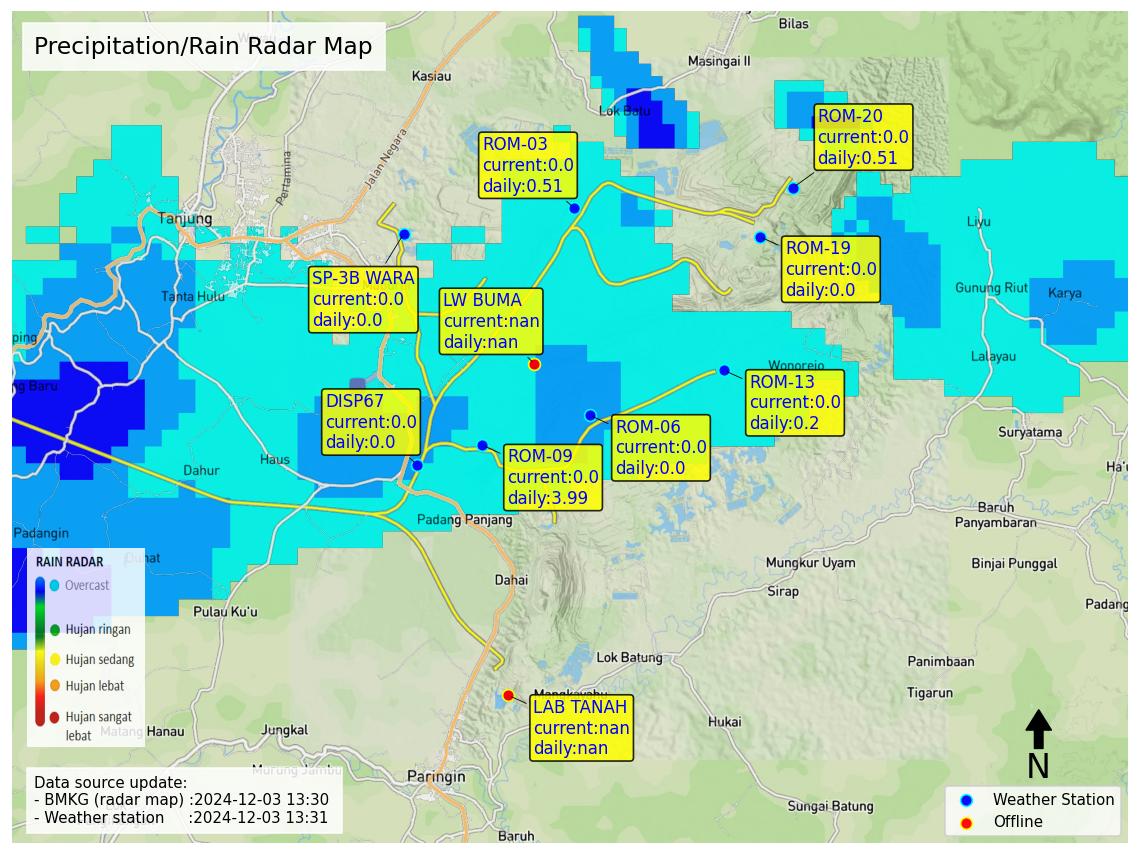 Precipitation/Rain Radar Map
Bilas
Masingai II
Kasiau
Lok Batu
ROM-20
current:0.0
daily:0.51
ROM-03
current:0.0
daily:0.51
Jalan Negara
Pertamina
Tanjung
Liyu
ROM-19
current:0.0
daily:0.0
SP-3B WARA
current:0.0
daily:0.0
LW BUMA
current:nan
daily:nan
Tanta Hulu
Gunung Riut
Karya
ping
Lalayau
Wonorejo
ng Baru
ROM-13
current:0.0
daily:0.2
DISP67
current:0.0
daily:0.0
ROM-06
current:0.0
daily:0.0
Suryatama
ROM-09
current:0.0
daily:3.99
Haus
Dahur
Ha'u
Padang Panjang
Baruh
Panyambaran
Padangin
Mungkur Uyam
Binjai Punggal
RAIN RADAR
Overcast
Hujan ringan
Hujan sedang
Hujan lebat
Hujan sangat
lebat
Dahai
Sirap
Padang
Pulau Ku'u
Lok Batung
Panimbaan
Tigarun
Mangkayahu
LAB TANAH
current:nan
daily:nan
Hukai
Matang Hanau
Jungkal
Murung Jambu
Paringin
N
Data source update:
- BMKG (radar map) :2024-12-03 13:30
- Weather station :2024-12-03 13:31
Sungai Batung
Weather Station
Offline
Baruh